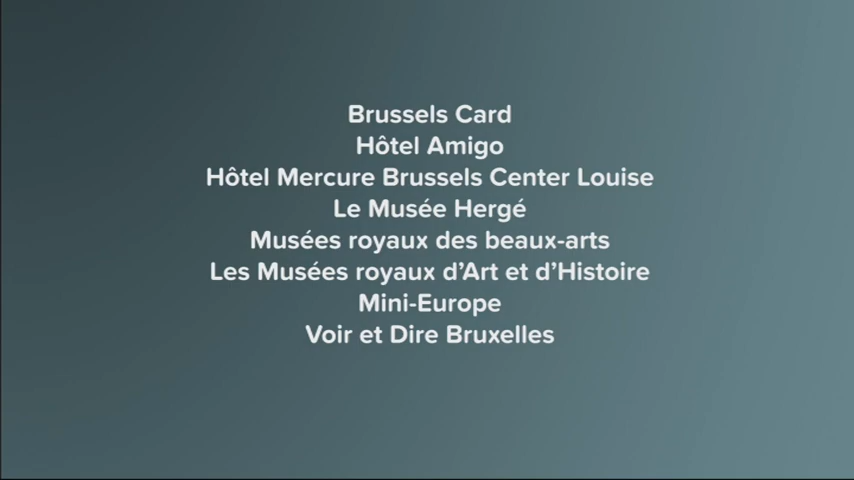 Brussels Card
Hôtel Amigo
Hôtel Mercure Brussels Center Louise
Le Musée Hergé
Musées royaux des beaux-arts
Les Musées royaux d’Art et d’Histoire
Mini-Europe
Voir et Dire Bruxelles